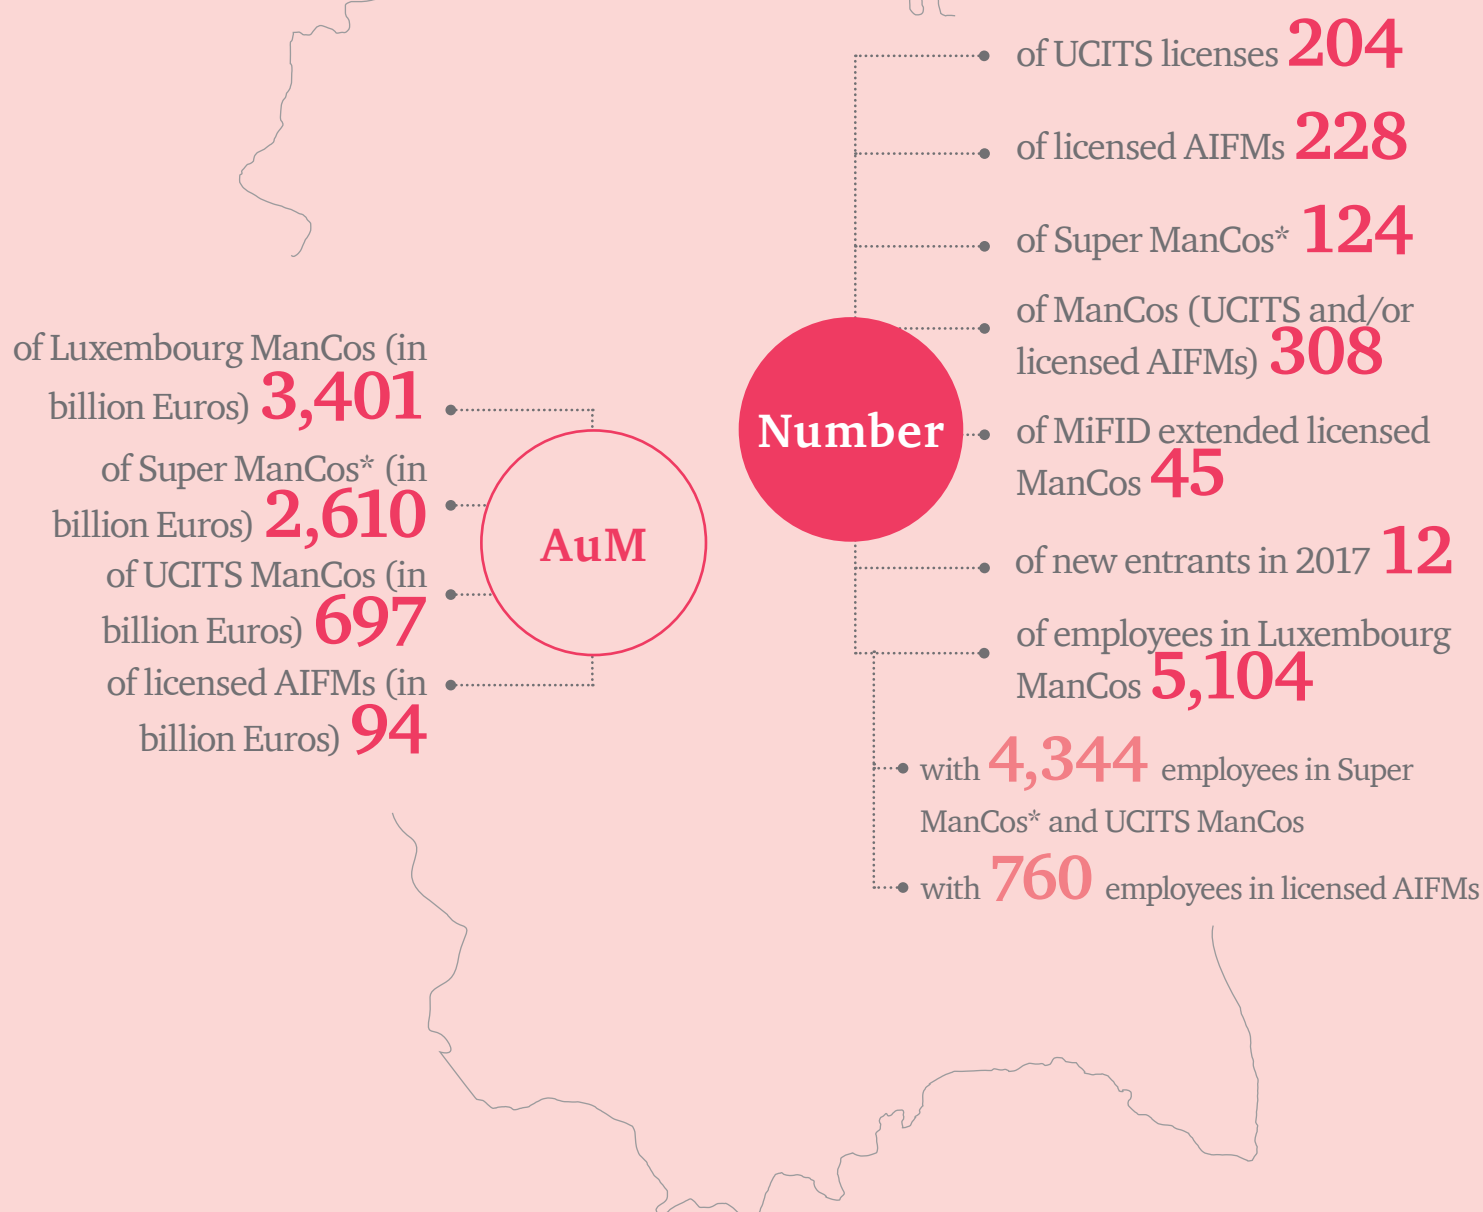 of Luxembourg ManCos (in
billion Euros) 3,401
of Super ManCos* (in
billion Euros) 2,610
of UCITS ManCos (in
billion Euros) 697
of licensed AIFMs (in
billion Euros) 94
AuM
Number
of UCITS licenses 204
of licensed AIFMs 228
of Super ManCos* 124
of ManCos (UCITS and/or
licensed AIFMs) 308
of MiFID extended licensed
ManCos 45
of new entrants in 2017 12
of employees in Luxembourg
ManCos 5,104
with 4,344 employees in Super
ManCos* and UCITS ManCos
with 760 employees in licensed AIFMs